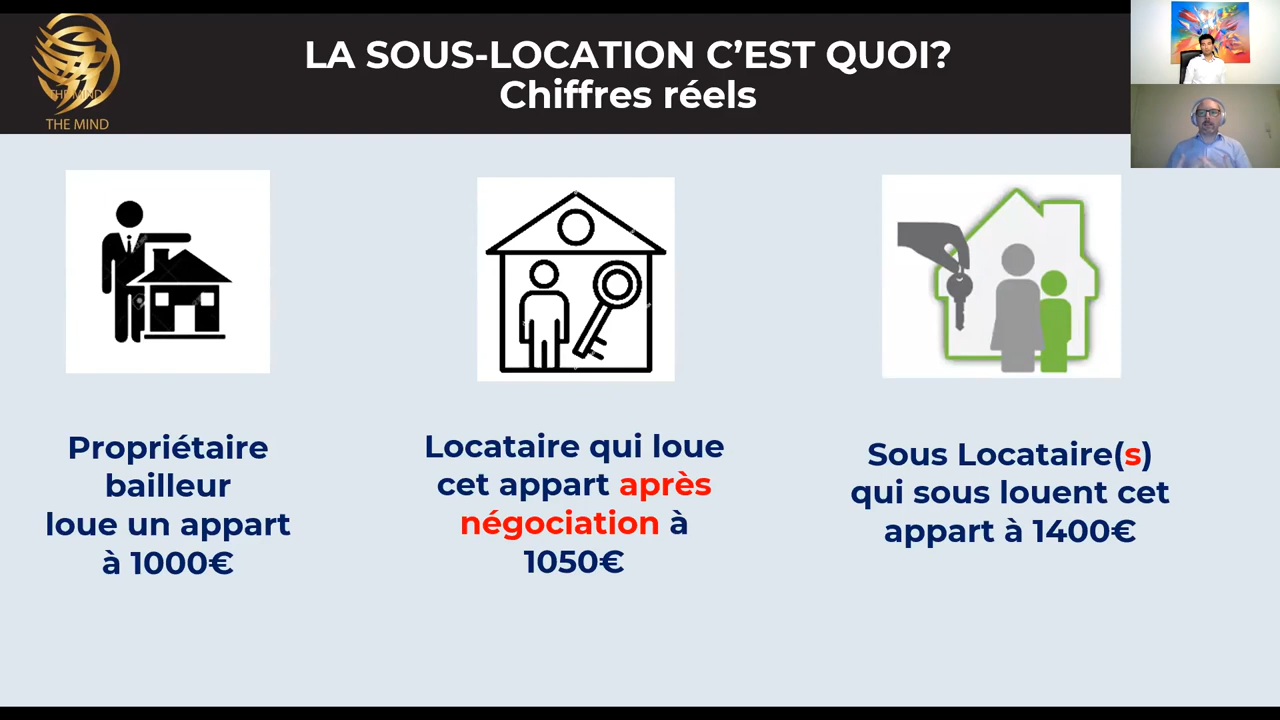 LA SOUS-LOCATION C’EST QUOI?
Chiffres réels
THE MIND
THE MIND
Propriétaire
bailleur
loue un appart
à 1000€
Locataire qui loue
cet appart après
négociation à
1050€
Sous Locataire(s)
qui sous louent cet
appart à 1400€